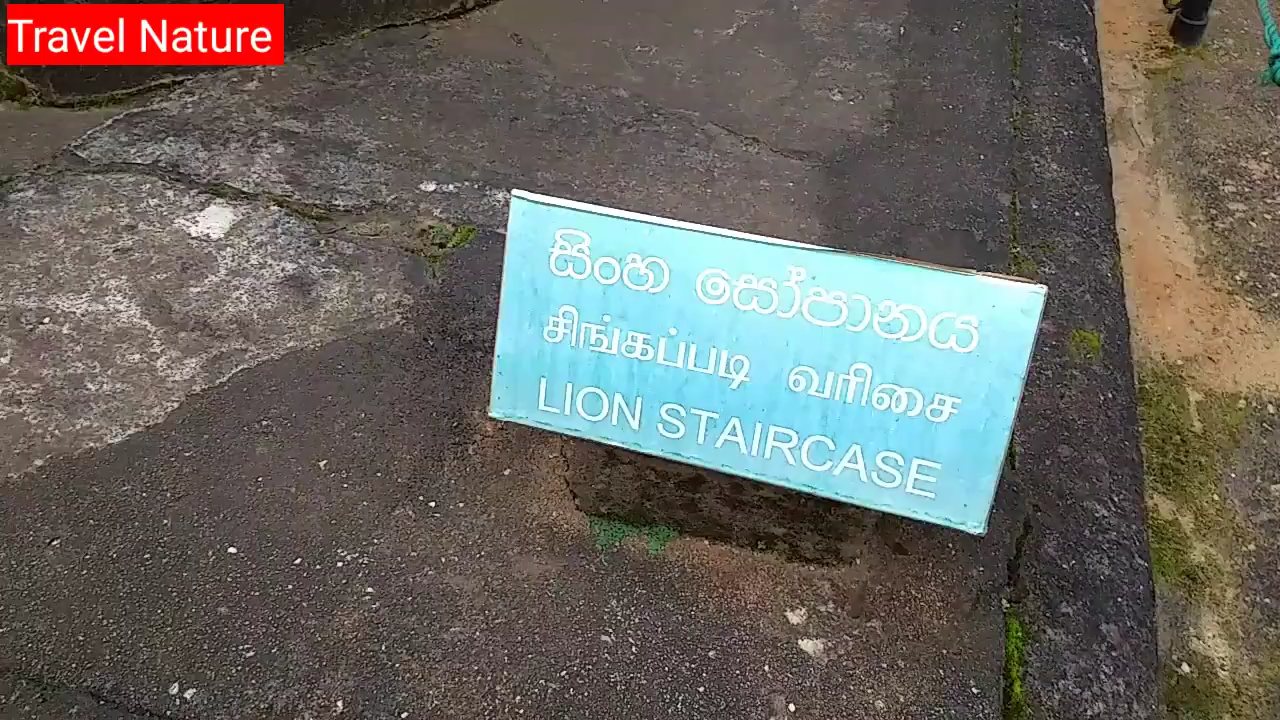 Travel Nature
සිංහ සෝපානය
சிங்கப்படி வரிசை
LION STAIRCASE